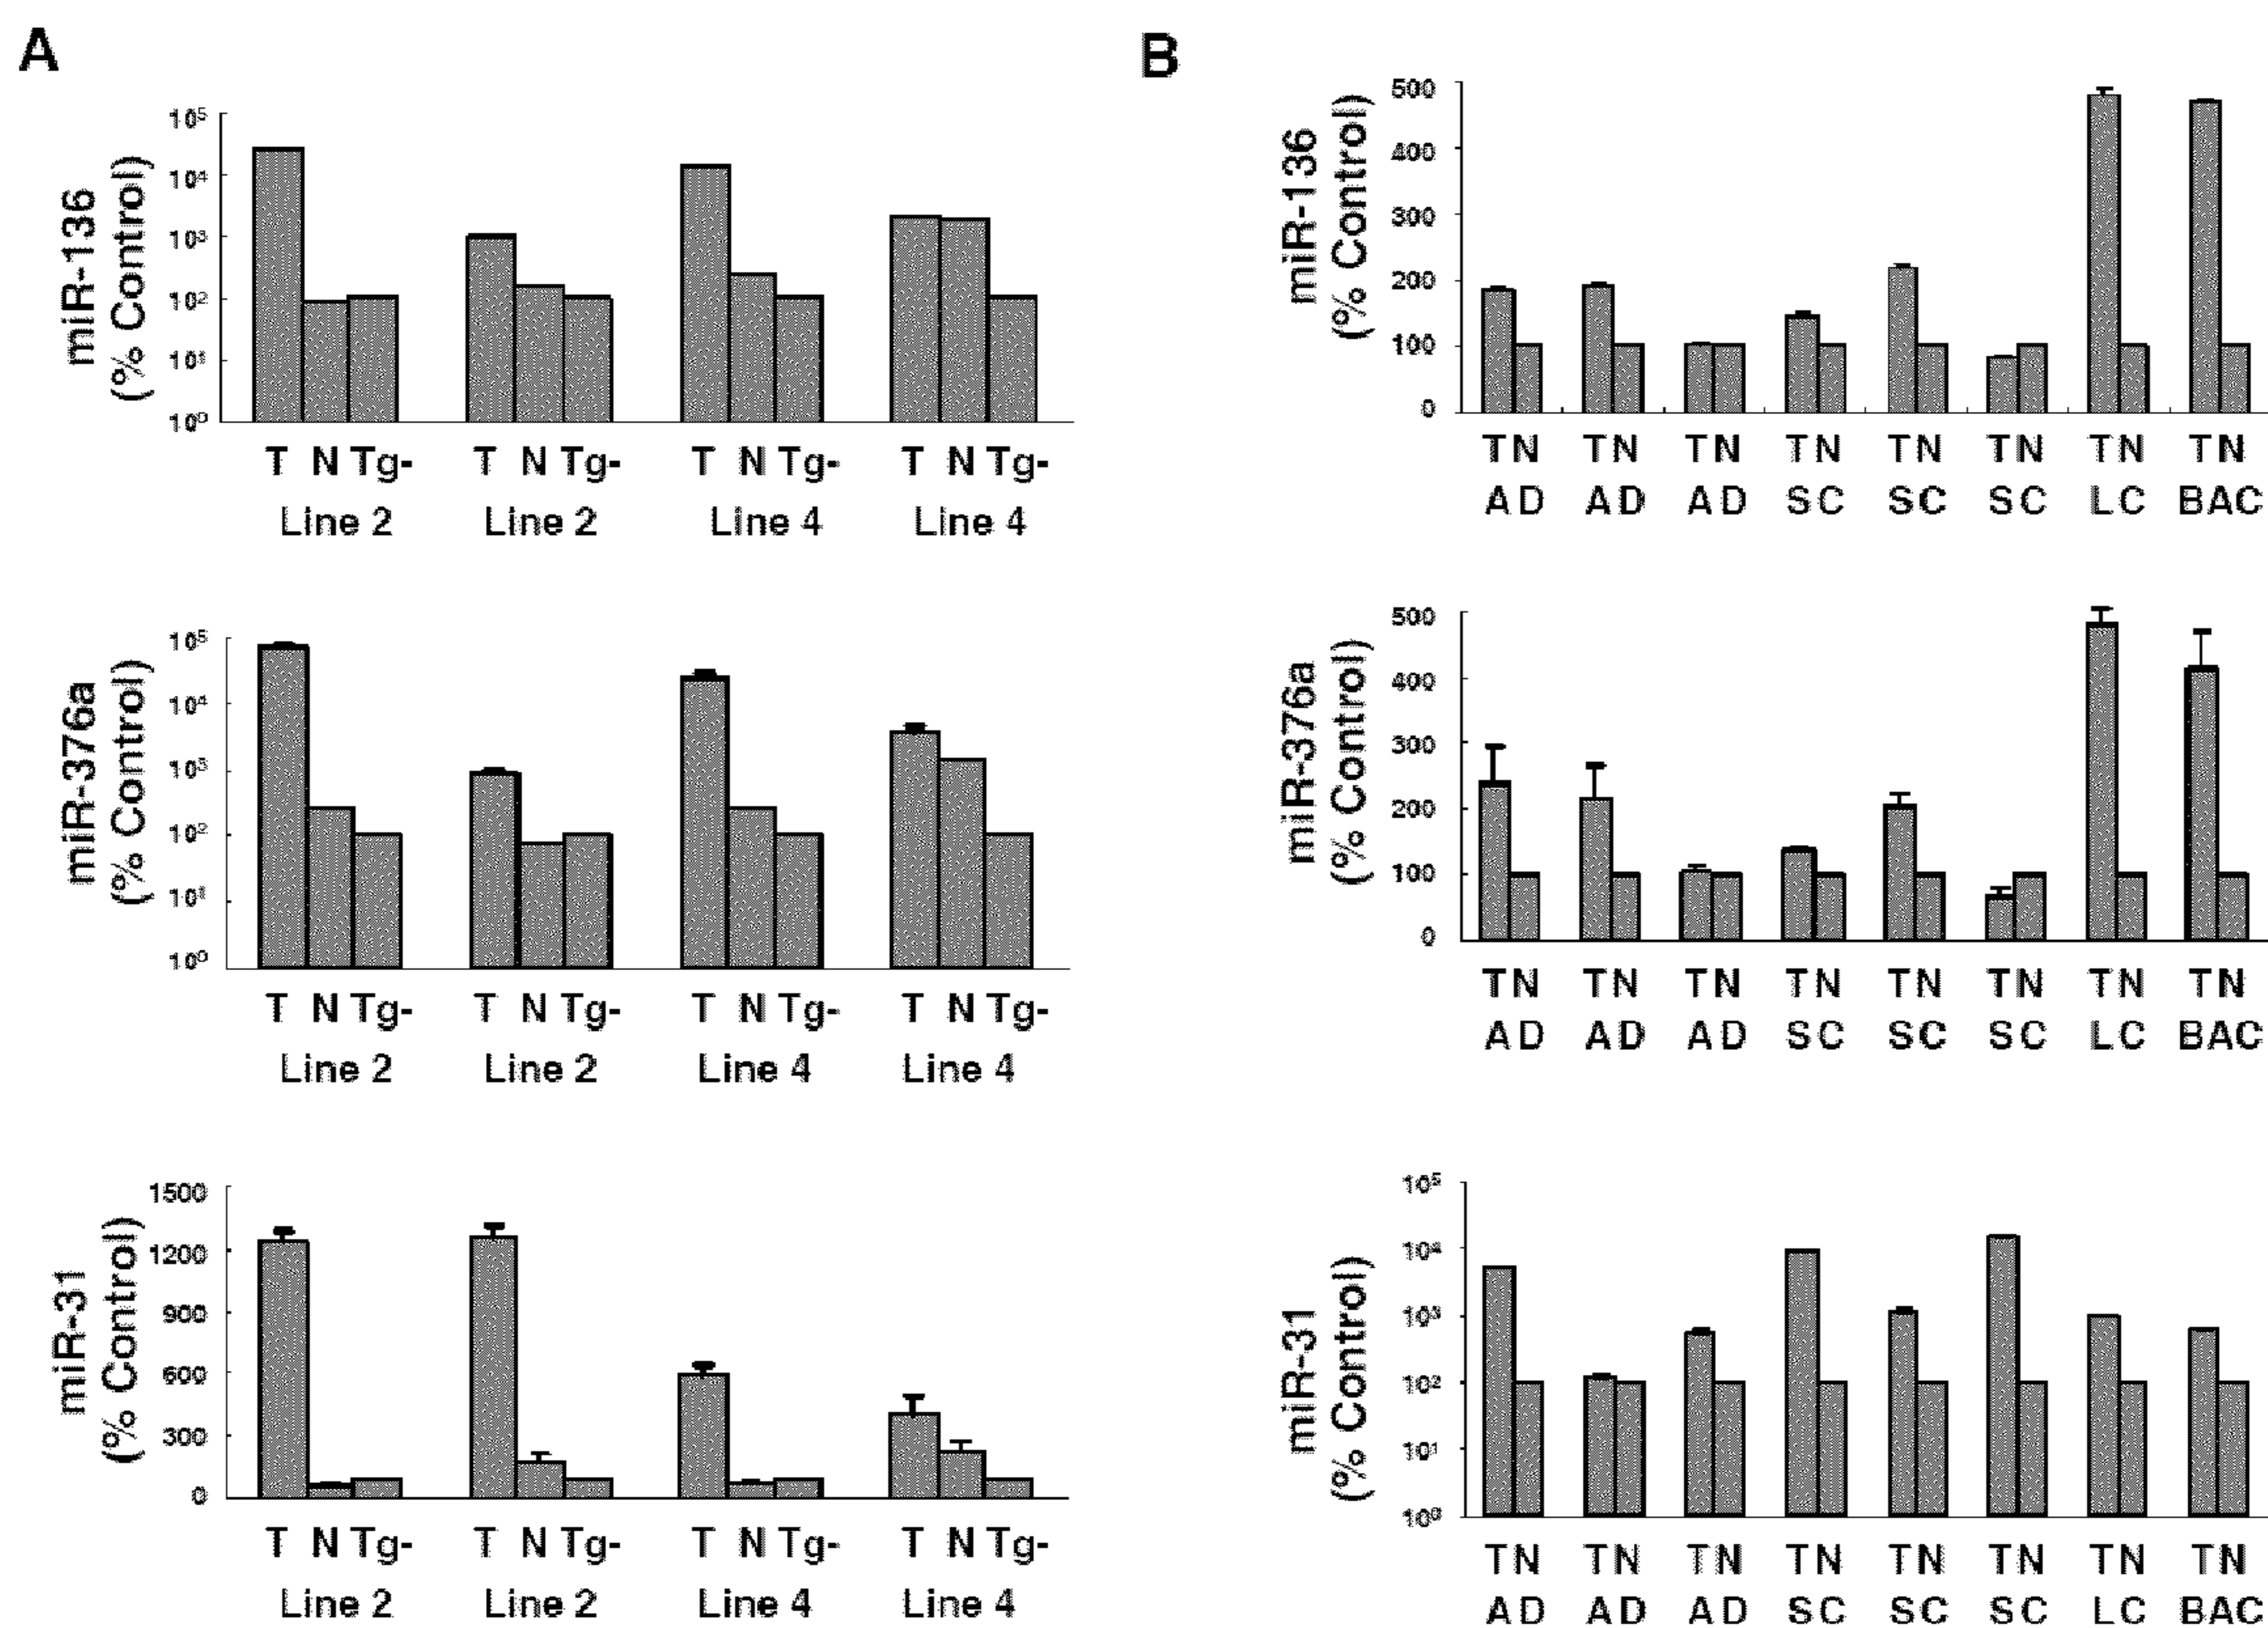 A
miR-136
(% Control)
10⁵
10⁴
10³
10²
10¹
10⁰
T N Tg- T N Tg- T N Tg- T N Tg-
Line 2 Line 2 Line 4 Line 4
miR-376a
(% Control)
10⁵
10⁴
10³
10²
10¹
10⁰
T N Tg- T N Tg- T N Tg- T N Tg-
Line 2 Line 2 Line 4 Line 4
miR-31
(% Control)
1500
1200
900
600
300
0
T N Tg- T N Tg- T N Tg- T N Tg-
Line 2 Line 2 Line 4 Line 4
B
miR-136
(% Control)
500
400
300
200
100
0
TN TN TN TN TN TN TN TN
AD AD AD SC SC SC LC BAC
miR-376a
(% Control)
500
400
300
200
100
0
TN TN TN TN TN TN TN TN
AD AD AD SC SC SC LC BAC
miR-31
(% Control)
10⁵
10⁴
10³
10²
10¹
10⁰
TN TN TN TN TN TN TN TN
AD AD AD SC SC SC LC BAC